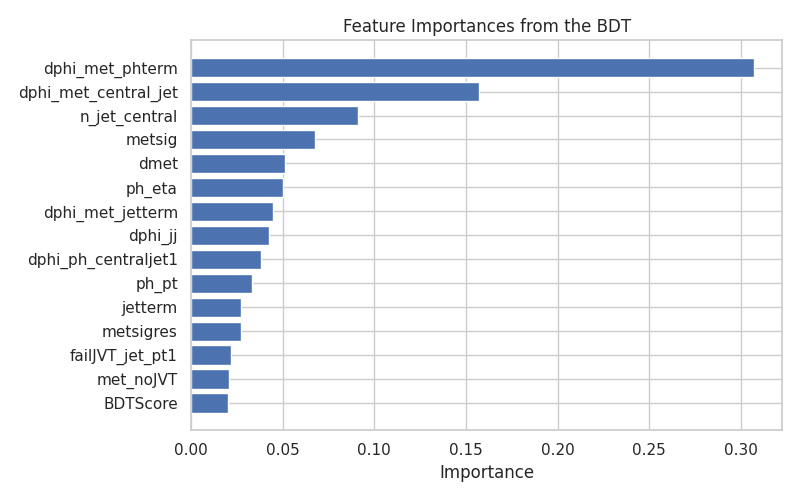 Feature Importances from the BDT
dphi_met_phterm
dphi_met_central_jet
n_jet_central
metsig
dmet
ph_eta
dphi_met_jetterm
dphi_jj
dphi_ph_centraljet1
ph_pt
jetterm
metsigres
failJVT_jet_pt1
met_noJVT
BDTScore
0.00 0.05 0.10 0.15 0.20 0.25 0.30
Importance